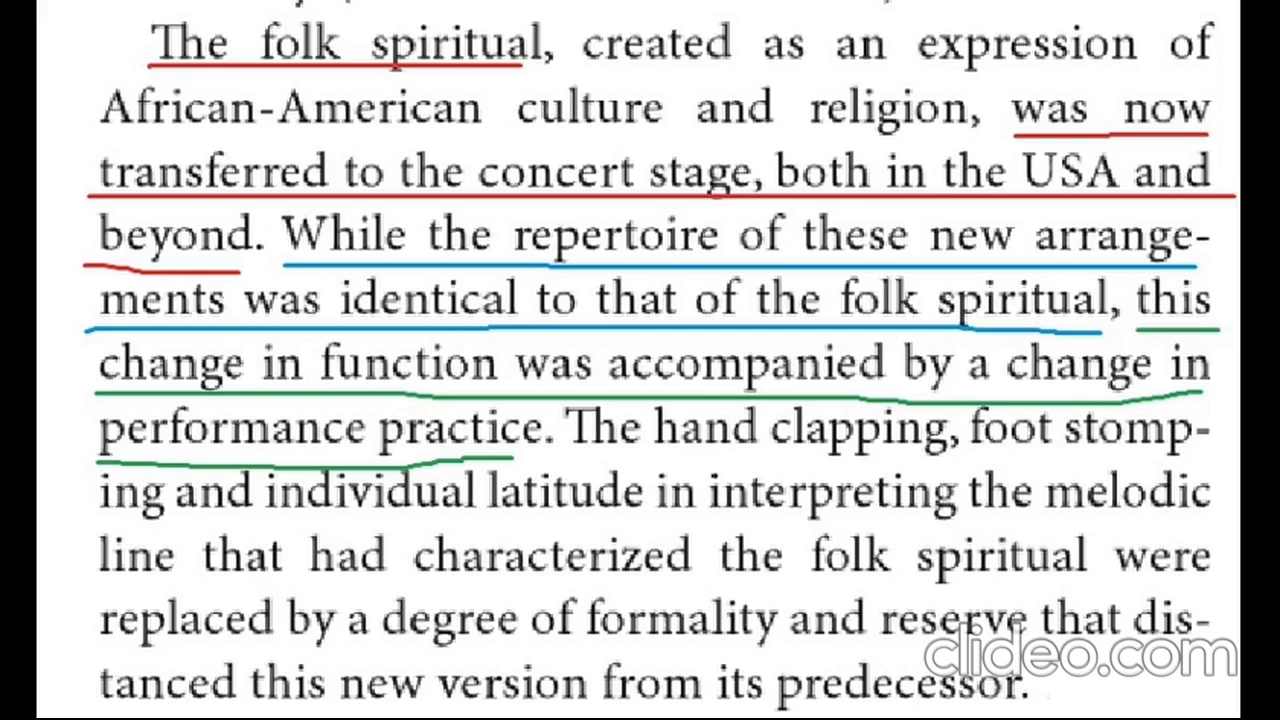 The folk spiritual, created as an expression of
African-American culture and religion, was now
transferred to the concert stage, both in the USA and
beyond. While the repertoire of these new arrange-
ments was identical to that of the folk spiritual, this
change in function was accompanied by a change in
performance practice. The hand clapping, foot stomp-
ing and individual latitude in interpreting the melodic
line that had characterized the folk spiritual were
replaced by a degree of formality and reserve that dis-
tanced this new version from its predecessor.
clideo.com